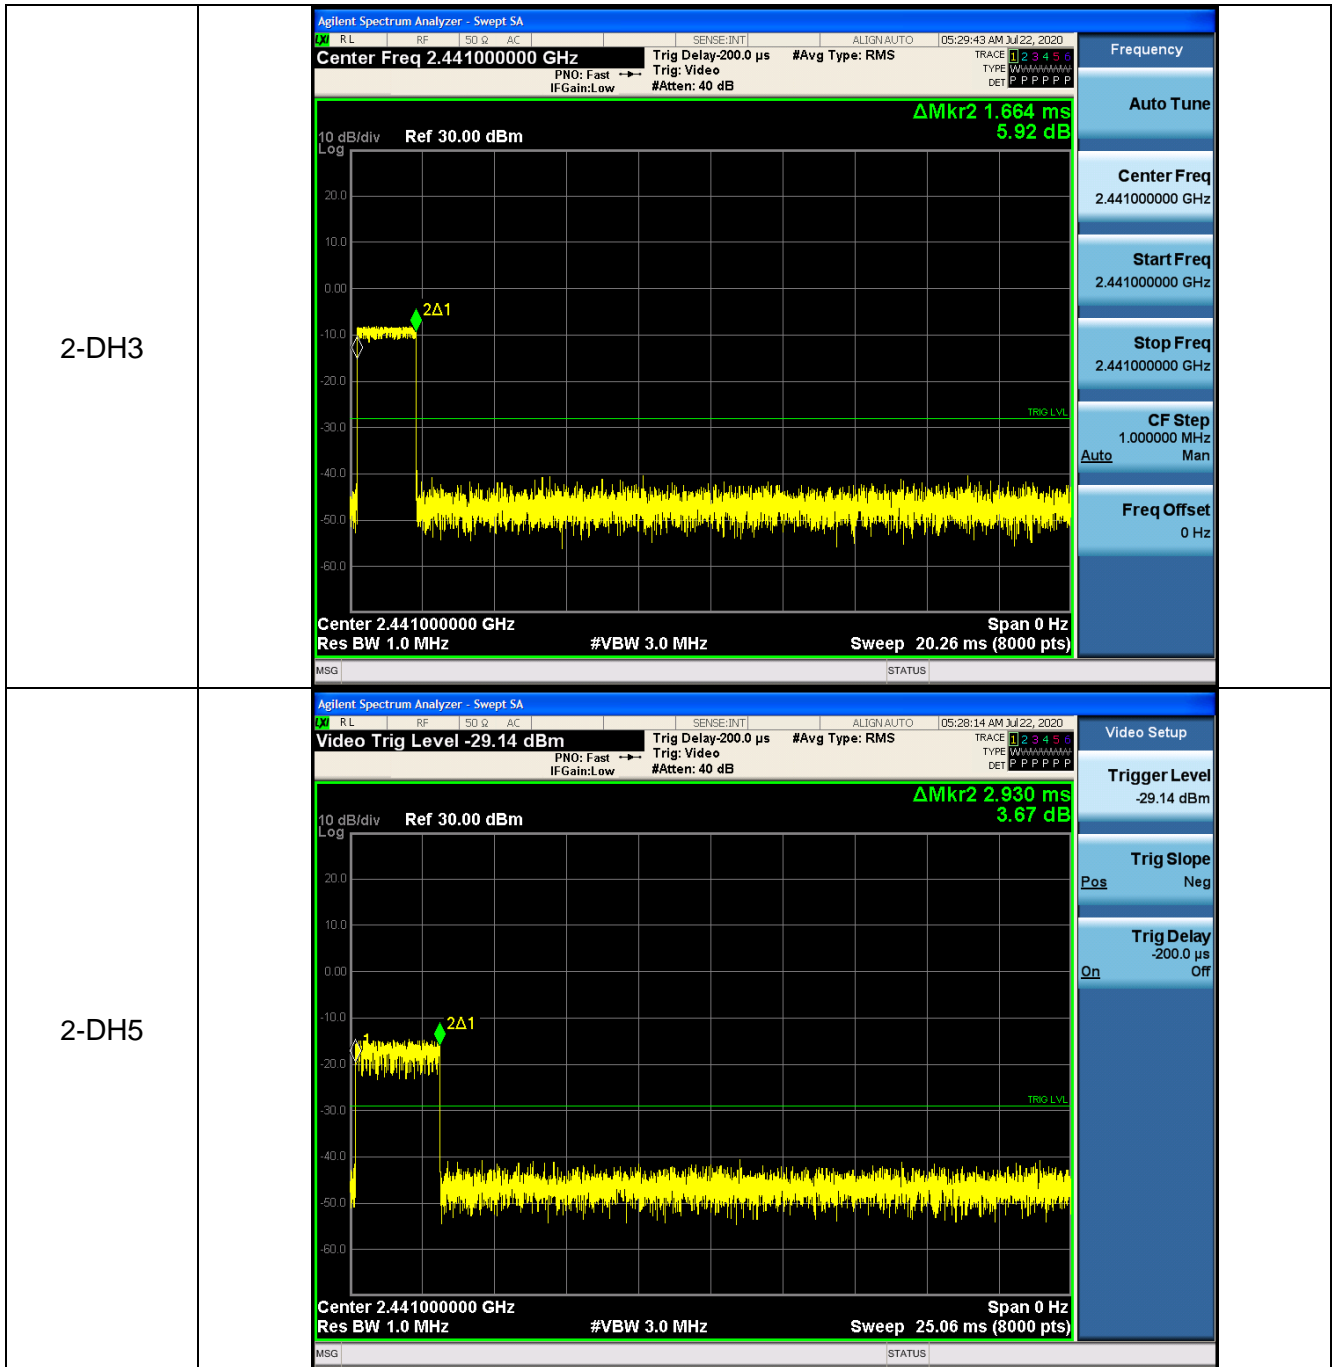 2-DH3
Agilent Spectrum Analyzer - Swept SA
LXI RL RF 50 Ω AC SENSE:INT ALIGN AUTO 05:29:43 AM Jul 22, 2020
Center Freq 2.441000000 GHz
PNO: Fast
IFGain:Low
Trig Delay-200.0 µs
Trig: Video
#Atten: 40 dB
#Avg Type: RMS
TRACE 1 2 3 4 5 6
TYPE WWWWWW
DET P P P P P P
ΔMkr2 1.664 ms
5.92 dB
10 dB/div Ref 30.00 dBm
Log
20.0
10.0
0.00
-10.0
-20.0
-30.0
-40.0
-50.0
-60.0
2Δ1
TRIG LVL
Center 2.441000000 GHz Span 0 Hz
Res BW 1.0 MHz #VBW 3.0 MHz Sweep 20.26 ms (8000 pts)
MSG STATUS
Frequency
Auto Tune
Center Freq
2.441000000 GHz
Start Freq
2.441000000 GHz
Stop Freq
2.441000000 GHz
CF Step
1.000000 MHz
Auto Man
Freq Offset
0 Hz
2-DH5
Agilent Spectrum Analyzer - Swept SA
LXI RL RF 50 Ω AC SENSE:INT ALIGN AUTO 05:28:14 AM Jul 22, 2020
Video Trig Level -29.14 dBm
PNO: Fast
IFGain:Low
Trig Delay-200.0 µs
Trig: Video
#Atten: 40 dB
#Avg Type: RMS
TRACE 1 2 3 4 5 6
TYPE WWWWWW
DET P P P P P P
ΔMkr2 2.930 ms
3.67 dB
10 dB/div Ref 30.00 dBm
Log
20.0
10.0
0.00
-10.0
-20.0
-30.0
-40.0
-50.0
-60.0
1
2Δ1
TRIG LVL
Center 2.441000000 GHz Span 0 Hz
Res BW 1.0 MHz #VBW 3.0 MHz Sweep 25.06 ms (8000 pts)
MSG STATUS
Video Setup
Trigger Level
-29.14 dBm
Trig Slope
Pos Neg
Trig Delay
-200.0 µs
On Off